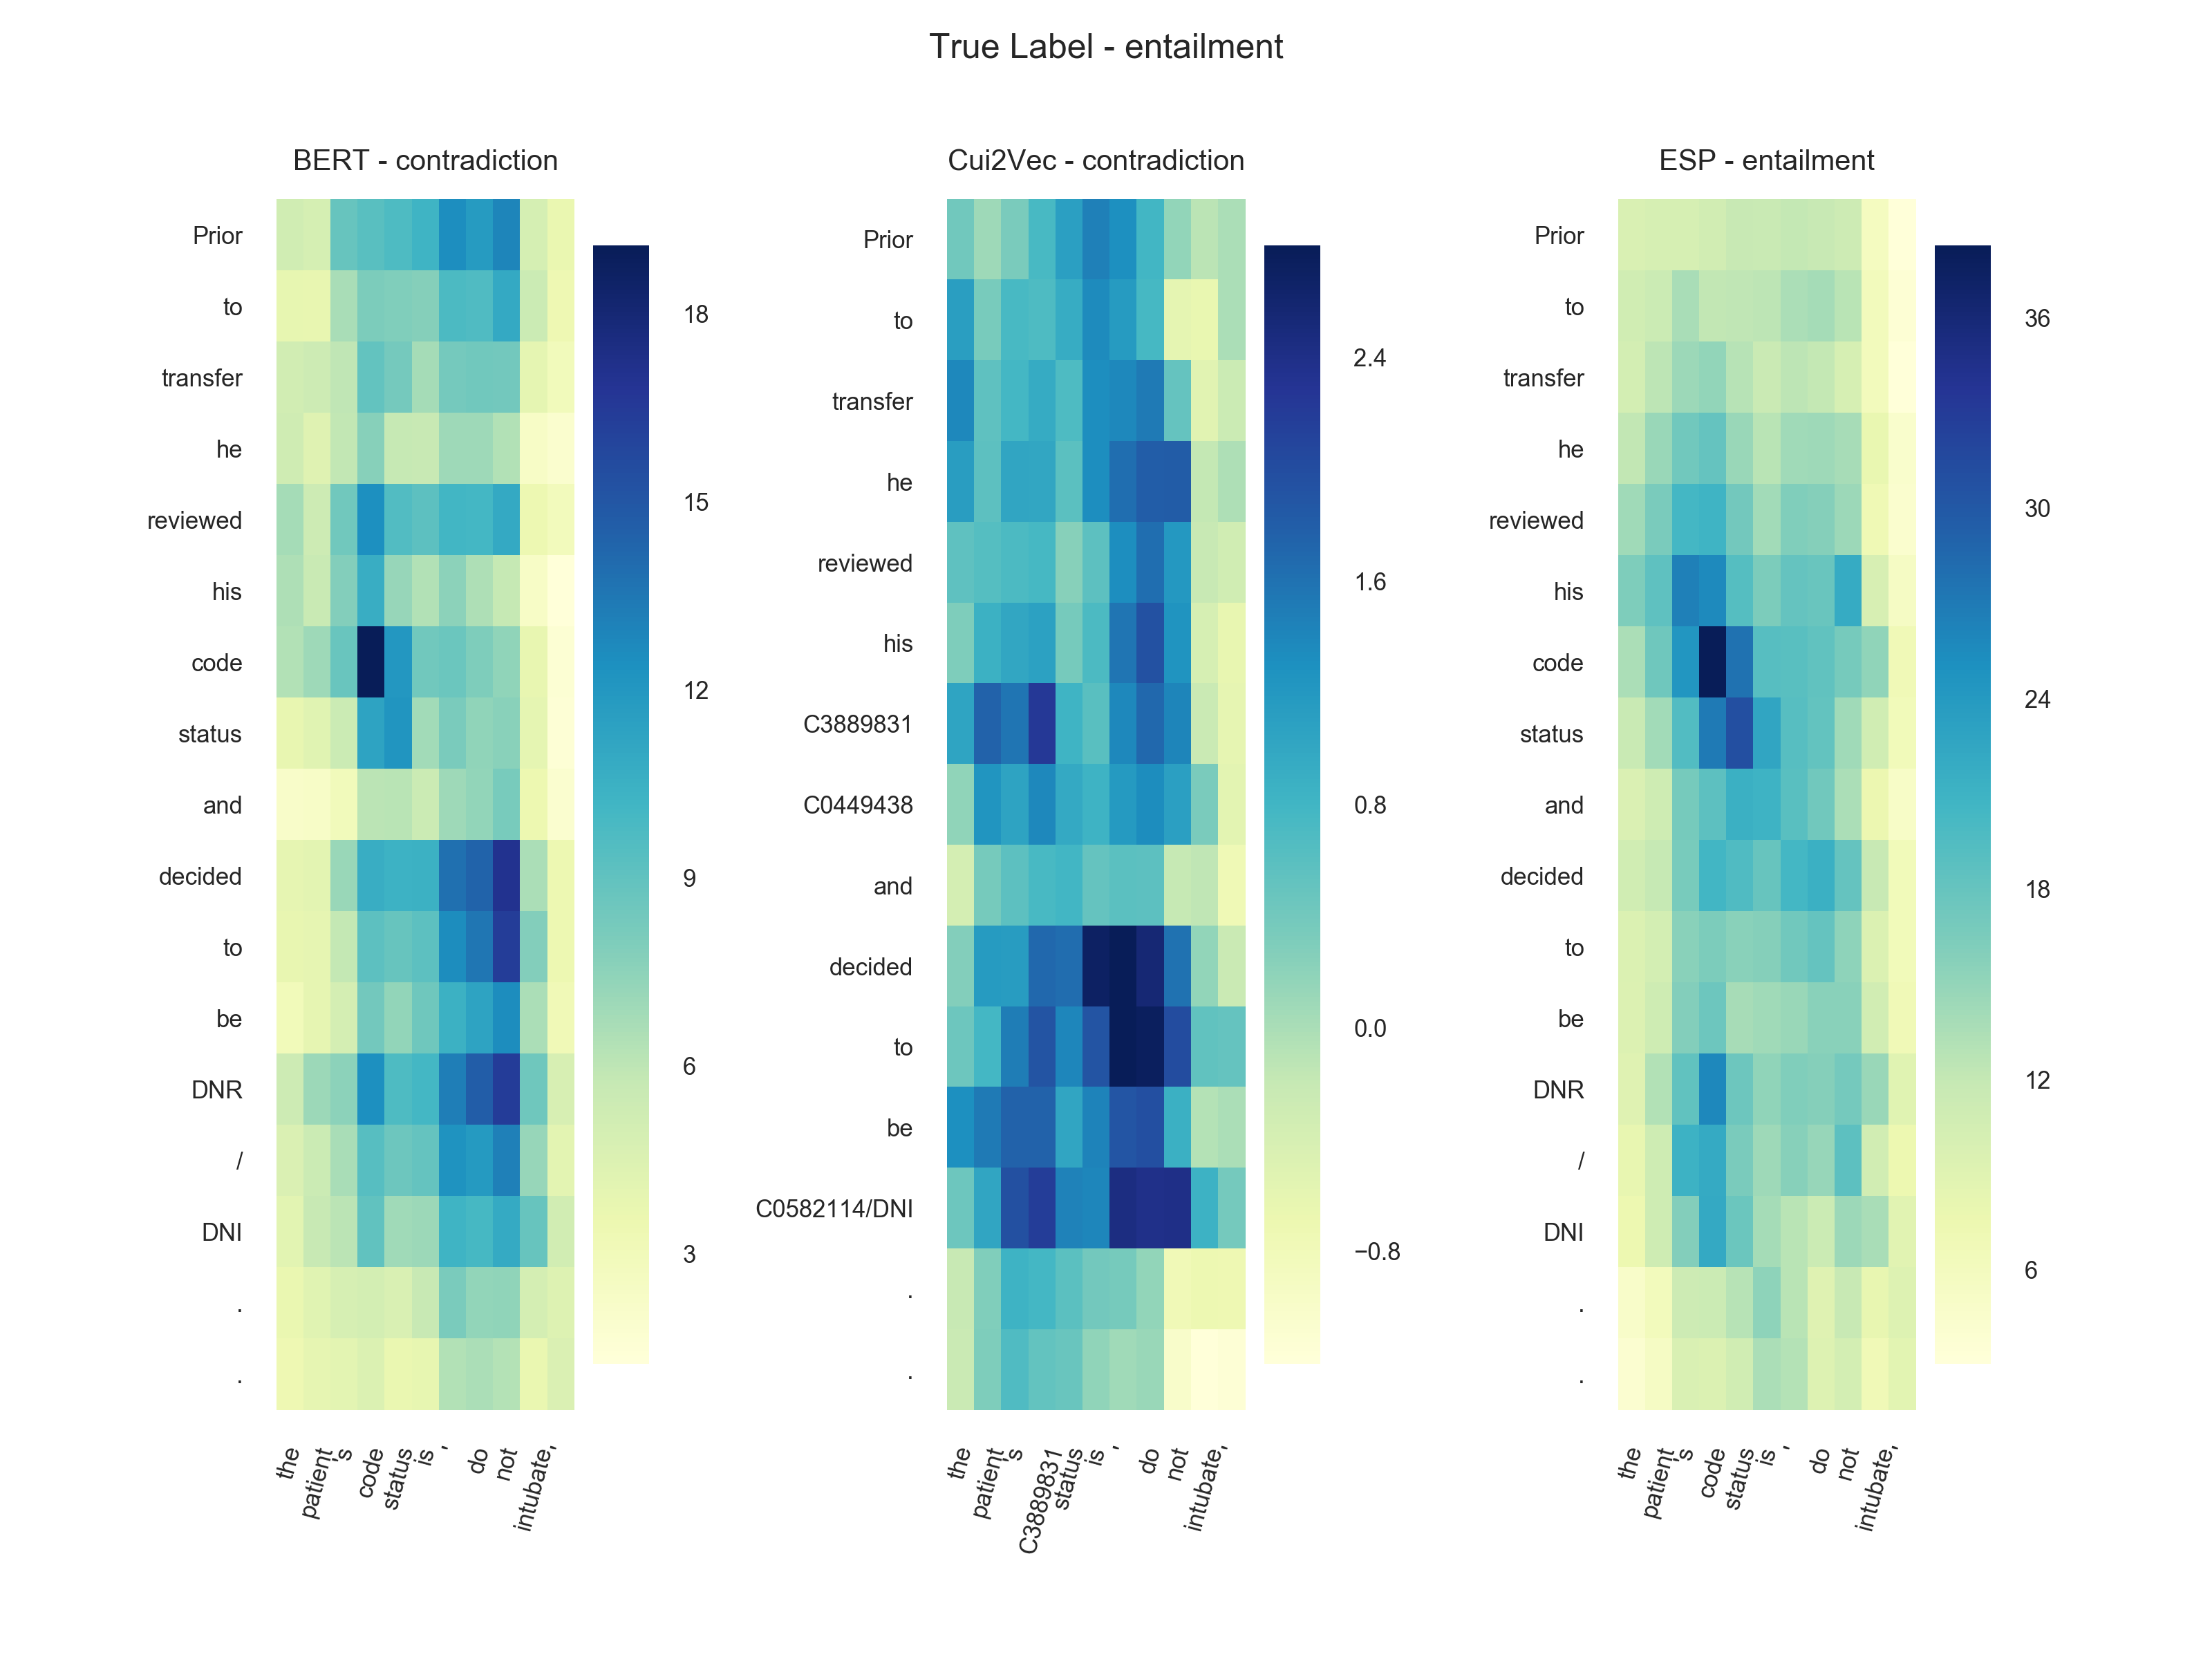 True Label - entailment
BERT - contradiction
Prior
to
transfer
he
reviewed
his
code
status
and
decided
to
be
DNR
/
DNI
.
.
the
patient
's
code
status
is
,
do
not
intubate,
18
15
12
9
6
3
Cui2Vec - contradiction
Prior
to
transfer
he
reviewed
his
C3889831
C0449438
and
decided
to
be
C0582114/DNI
.
.
the
patient
's
C3889831
status
is
,
do
not
intubate,
2.4
1.6
0.8
0.0
−0.8
ESP - entailment
Prior
to
transfer
he
reviewed
his
code
status
and
decided
to
be
DNR
/
DNI
.
.
the
patient
's
code
status
is
,
do
not
intubate,
36
30
24
18
12
6